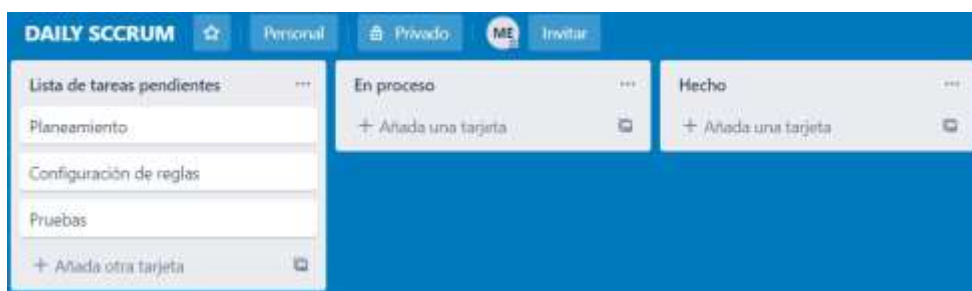 DAILY SCCRUM Personal Privado ME Invitar
Lista de tareas pendientes
Planeamiento
Configuración de reglas
Pruebas
+ Añada otra tarjeta
En proceso
+ Añada una tarjeta
Hecho
+ Añada una tarjeta